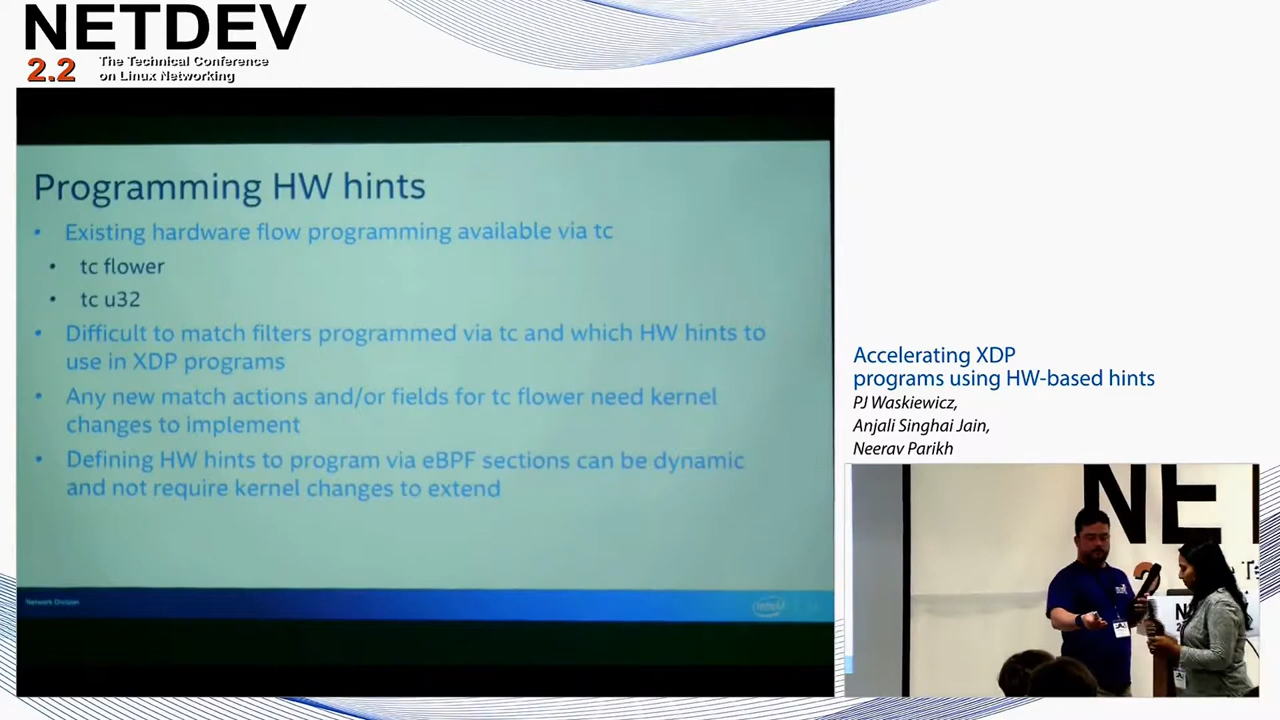 NETDEV
2.2 The Technical Conference
on Linux Networking
Programming HW hints
• Existing hardware flow programming available via tc
• tc flower
• tc u32
• Difficult to match filters programmed via tc and which HW hints to
use in XDP programs
• Any new match actions and/or fields for tc flower need kernel
changes to implement
• Defining HW hints to program via eBPF sections can be dynamic
and not require kernel changes to extend
Network Division
intel
Accelerating XDP
programs using HW-based hints
PJ Waskiewicz,
Anjali Singhai Jain,
Neerav Parikh
NET